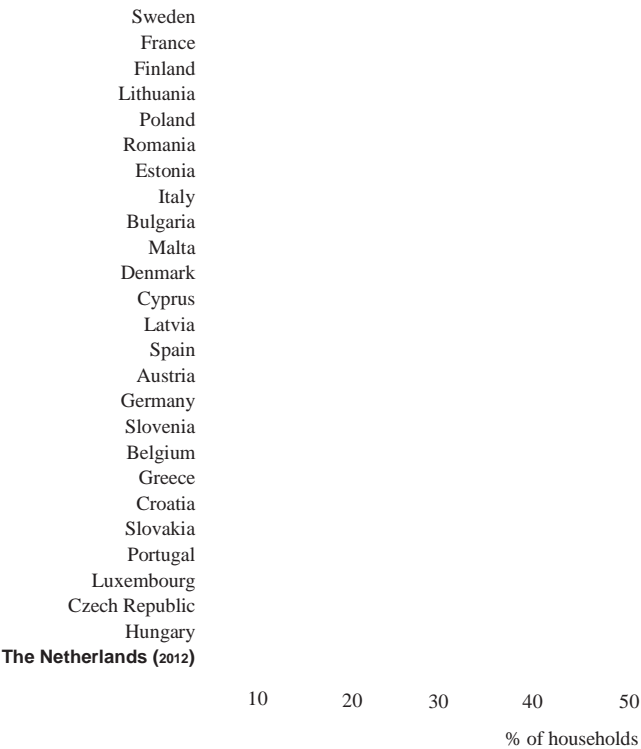 Sweden
France
Finland
Lithuania
Poland
Romania
Estonia
Italy
Bulgaria
Malta
Denmark
Cyprus
Latvia
Spain
Austria
Germany
Slovenia
Belgium
Greece
Croatia
Slovakia
Portugal
Luxembourg
Czech Republic
Hungary
The Netherlands (2012)
10 20 30 40 50
% of households